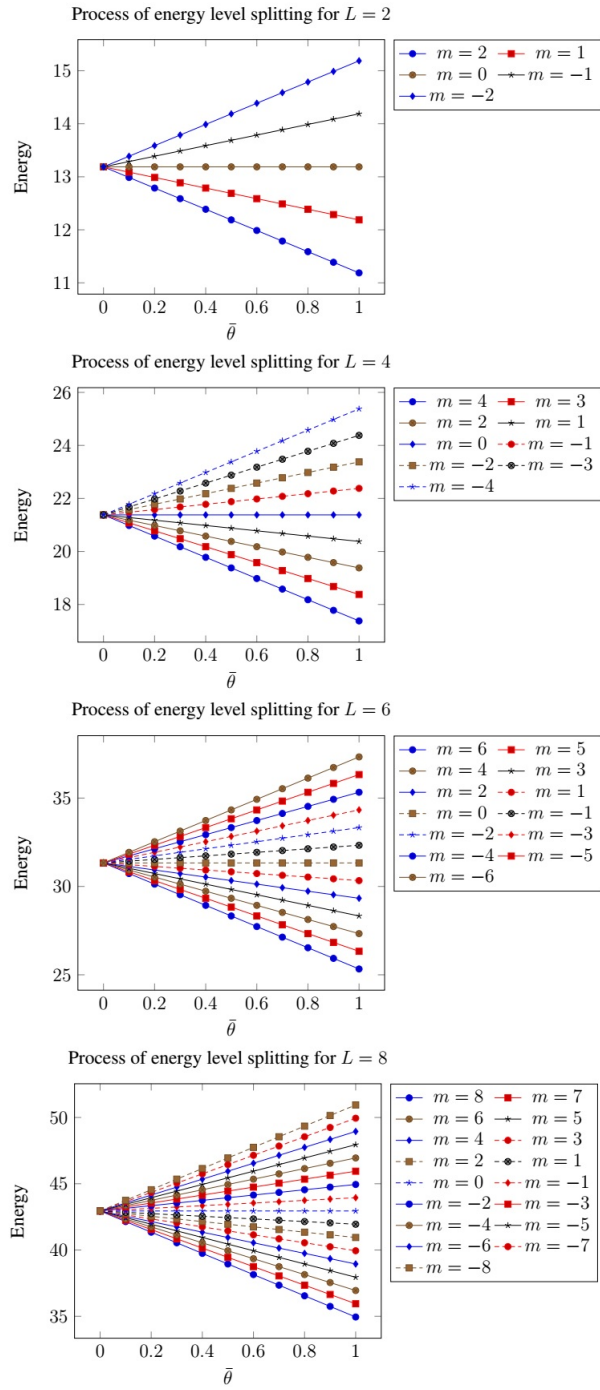 Process of energy level splitting for L = 2
15
14
13
12
11
Energy
0 0.2 0.4 0.6 0.8 1
θ̄
m = 2 m = 1
m = 0 m = −1
m = −2
Process of energy level splitting for L = 4
26
24
22
20
18
Energy
0 0.2 0.4 0.6 0.8 1
θ̄
m = 4 m = 3
m = 2 m = 1
m = 0 m = −1
m = −2 m = −3
m = −4
Process of energy level splitting for L = 6
35
31
25
Energy
0 0.2 0.4 0.6 0.8 1
θ̄
m = 6 m = 5
m = 4 m = 3
m = 2 m = 1
m = 0 m = −1
m = −2 m = −3
m = −4 m = −5
m = −6
Process of energy level splitting for L = 8
50
45
43
40
35
Energy
0 0.2 0.4 0.6 0.8 1
θ̄
m = 8 m = 7
m = 6 m = 5
m = 4 m = 3
m = 2 m = 1
m = 0 m = −1
m = −2 m = −3
m = −4 m = −5
m = −6 m = −7
m = −8